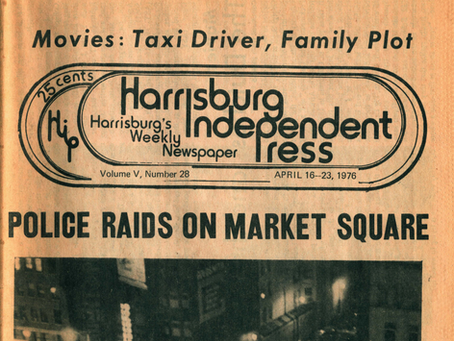 Movies: Taxi Driver, Family Plot
25 cents
Hip
Harrisburg
Independent
Press
Harrisburg's
Weekly
Newspaper
Volume V, Number 28
APRIL 16—23, 1976
POLICE RAIDS ON MARKET SQUARE